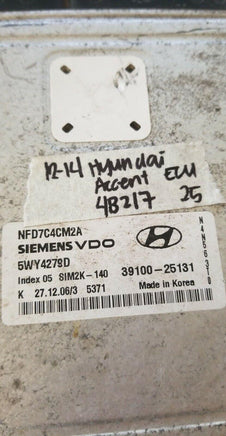 12-14 Hyundai
Accent ECU
48217 25
NFD7C4CM2A
SIEMENS VDO
5WY4279D
Index 05 SIM2K-140 39100-25131
K 27.12.06/3 5371 Made in Korea